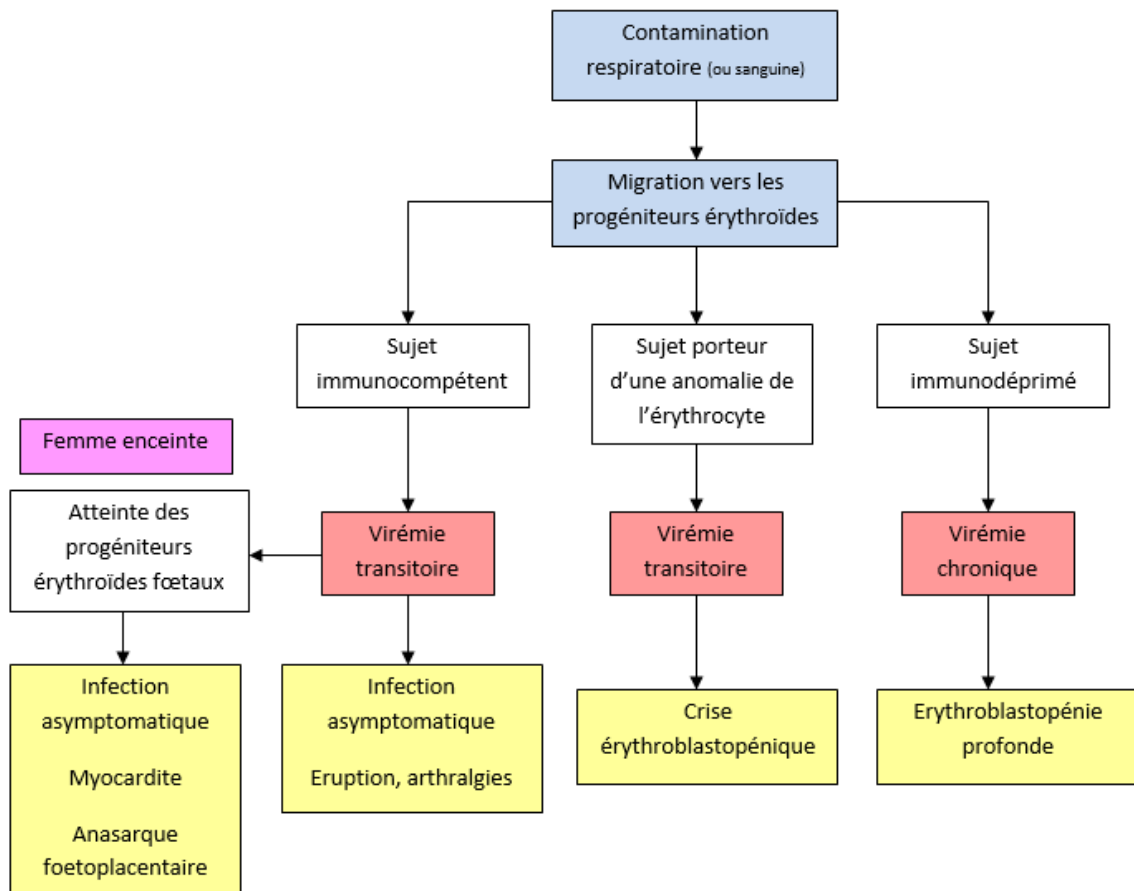 Contamination
respiratoire (ou sanguine)
Migration vers les
progéniteurs érythroïdes
Sujet
immunocompétent
Sujet porteur
d’une anomalie de
l’érythrocyte
Sujet
immunodéprimé
Femme enceinte
Atteinte des
progéniteurs
érythroïdes fœtaux
Virémie
transitoire
Virémie
transitoire
Virémie
chronique
Infection
asymptomatique
Myocardite
Anasarque
foetoplacentaire
Infection
asymptomatique
Eruption, arthralgies
Crise
érythroblastopénique
Erythroblastopénie
profonde